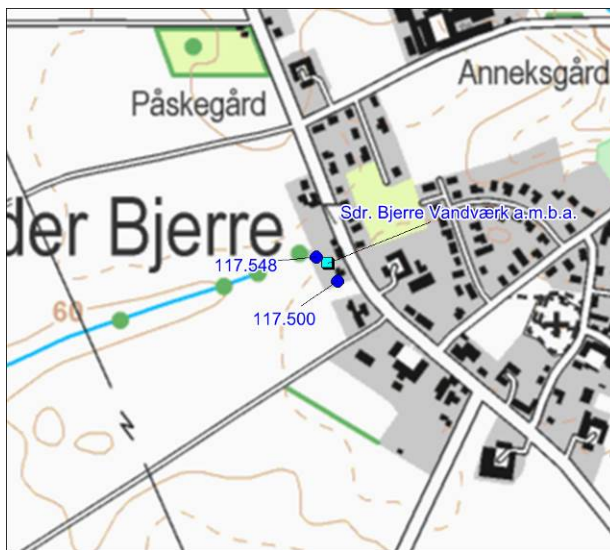 Anneksgård
Påskegård
der Bjerre
Sdr. Bjerre Vandværk a.m.b.a.
117.548
117.500
60
N